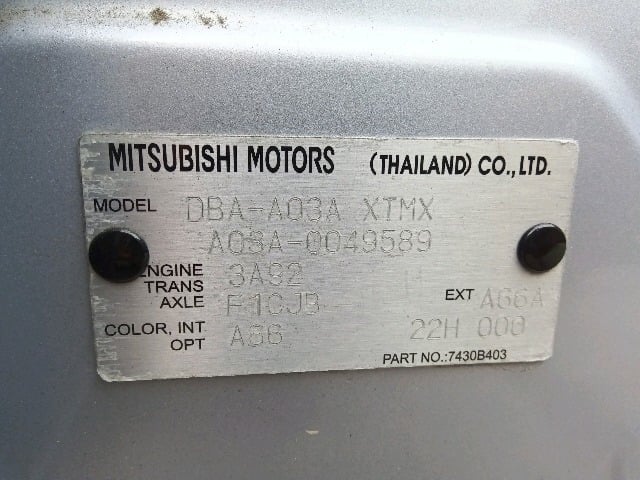 MITSUBISHI MOTORS (THAILAND) CO., LTD.
MODEL DBA-A03A XTMX
A03A-0049589
ENGINE 3A92
TRANS AXLE F1CJB
EXT A66A
COLOR, INT OPT A66 22H 000
PART NO.:7430B403